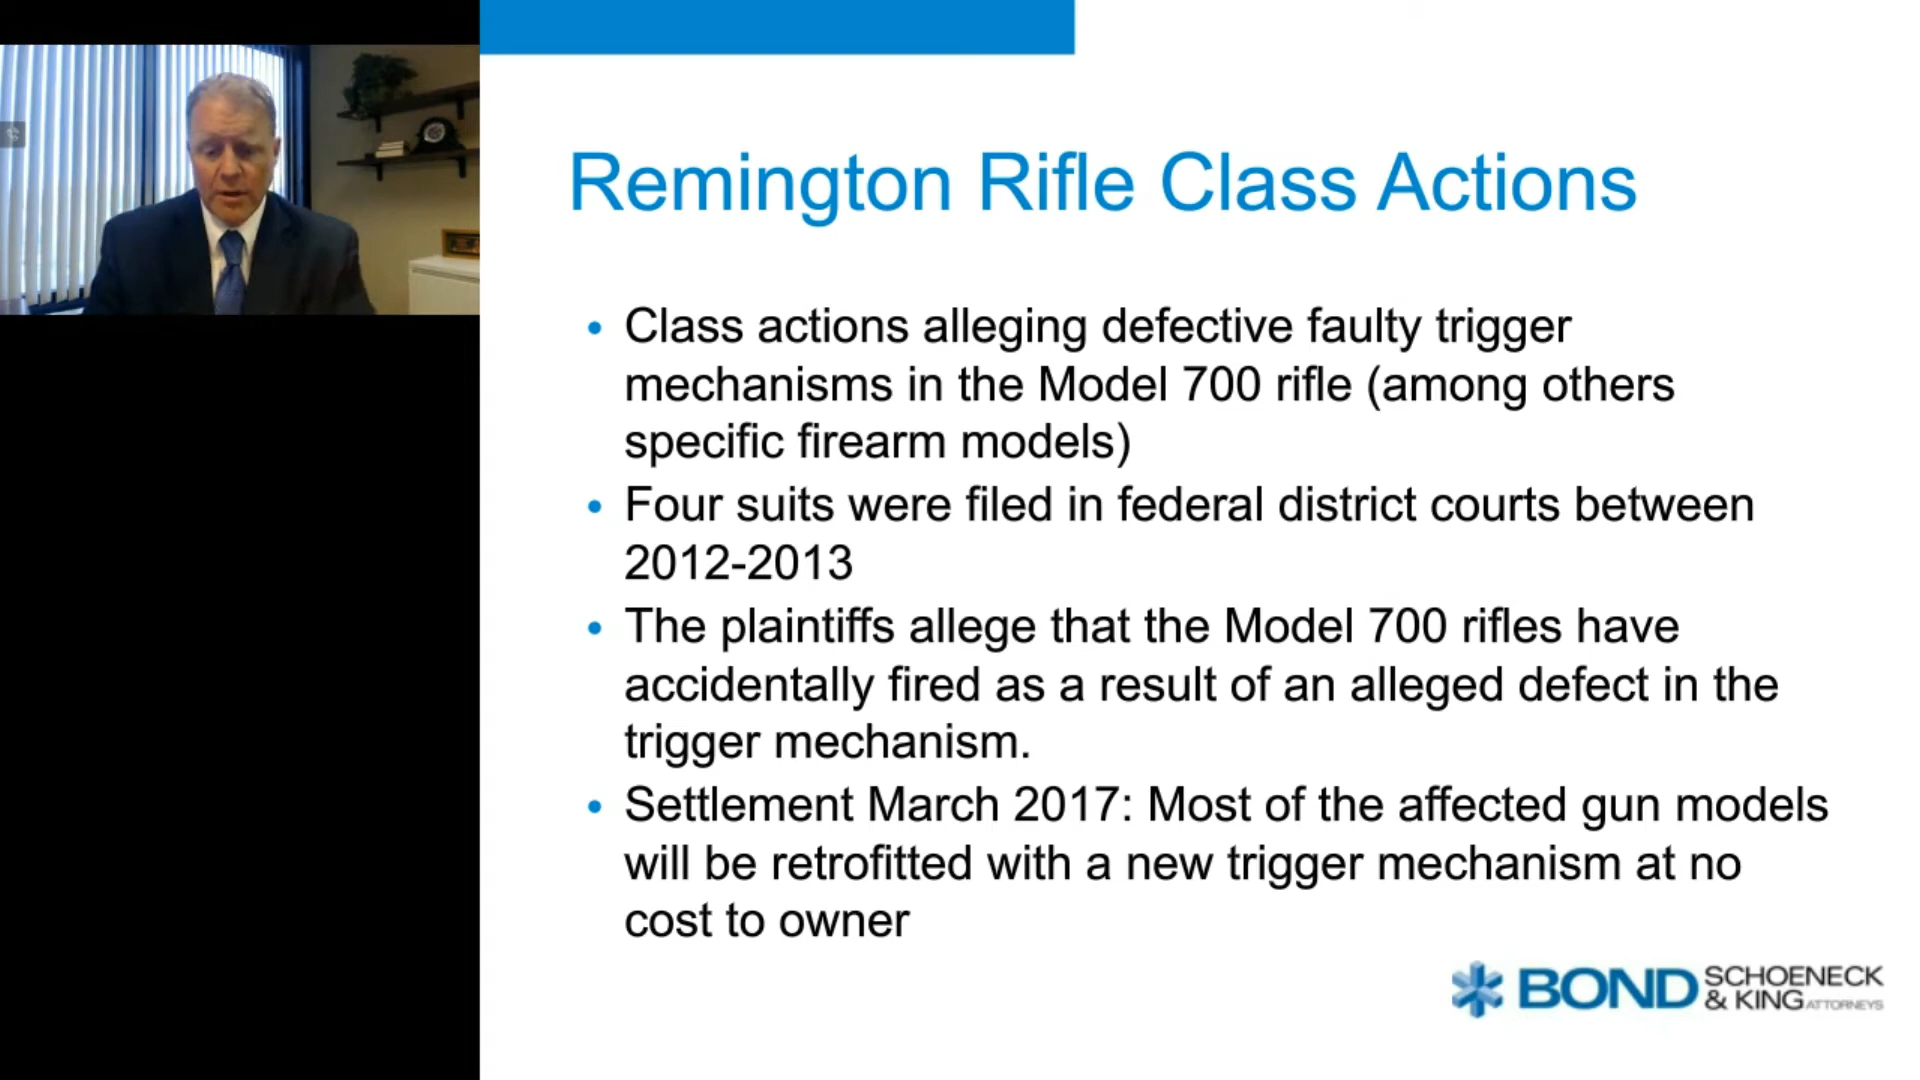 Remington Rifle Class Actions
• Class actions alleging defective faulty trigger
mechanisms in the Model 700 rifle (among others
specific firearm models)
• Four suits were filed in federal district courts between
2012-2013
• The plaintiffs allege that the Model 700 rifles have
accidentally fired as a result of an alleged defect in the
trigger mechanism.
• Settlement March 2017: Most of the affected gun models
will be retrofitted with a new trigger mechanism at no
cost to owner
BOND SCHOENECK
& KING ATTORNEYS